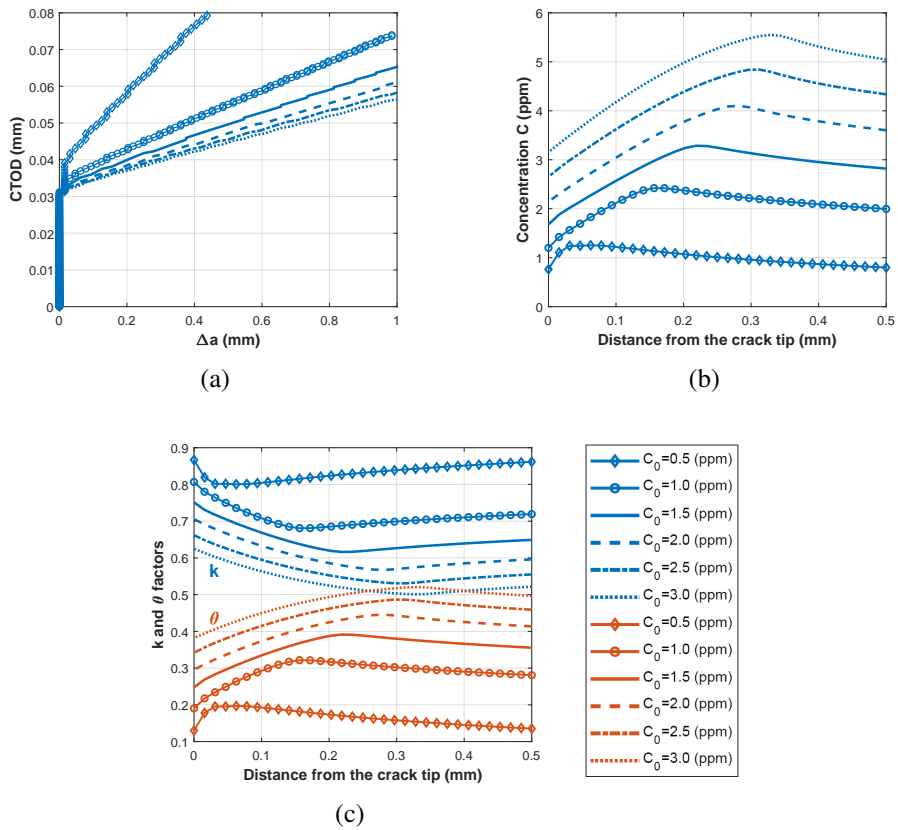 0.08
0.07
0.06
0.05
0.04
0.03
0.02
0.01
0
CTOD (mm)
0 0.2 0.4 0.6 0.8 1
Δa (mm)
(a)
6
5
4
3
2
1
0
Concentration C (ppm)
0 0.1 0.2 0.3 0.4 0.5
Distance from the crack tip (mm)
(b)
0.9
0.8
0.7
0.6
0.5
0.4
0.3
0.2
0.1
k and θ factors
k
θ
0 0.1 0.2 0.3 0.4 0.5
Distance from the crack tip (mm)
(c)
C₀=0.5 (ppm)
C₀=1.0 (ppm)
C₀=1.5 (ppm)
C₀=2.0 (ppm)
C₀=2.5 (ppm)
C₀=3.0 (ppm)
C₀=0.5 (ppm)
C₀=1.0 (ppm)
C₀=1.5 (ppm)
C₀=2.0 (ppm)
C₀=2.5 (ppm)
C₀=3.0 (ppm)